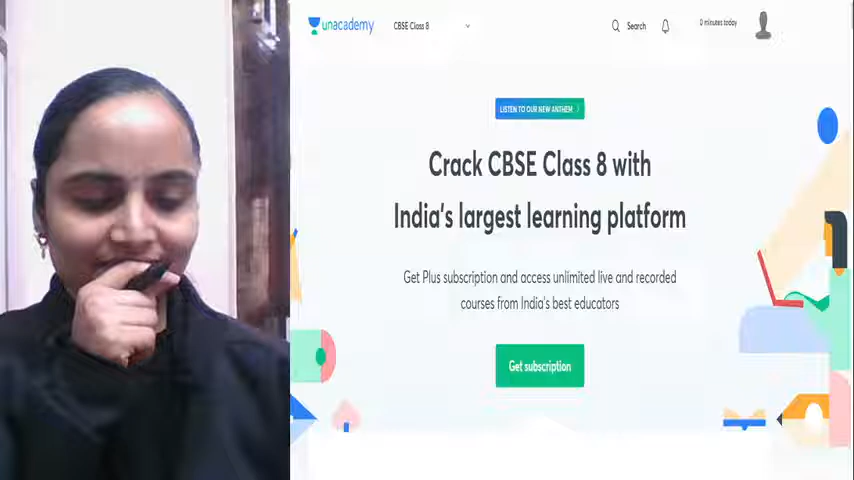 unacademy
CBSE Class 8
Search
0 minutes today
LISTEN TO OUR NEW ANTHEM
Crack CBSE Class 8 with
India's largest learning platform
Get Plus subscription and access unlimited live and recorded
courses from India's best educators
Get subscription